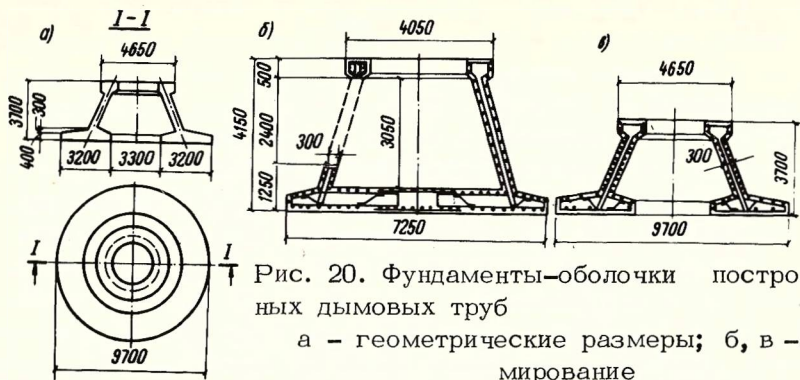 I-I
а)
4650
3700
300
400
3200 3300 3200
I I
9700
б)
4050
500
4150
2400
1250
300
3050
7250
в)
4650
300
3700
9700
Рис. 20. Фундаменты-оболочки постро
ных дымовых труб
а - геометрические размеры; б, в -
мирование